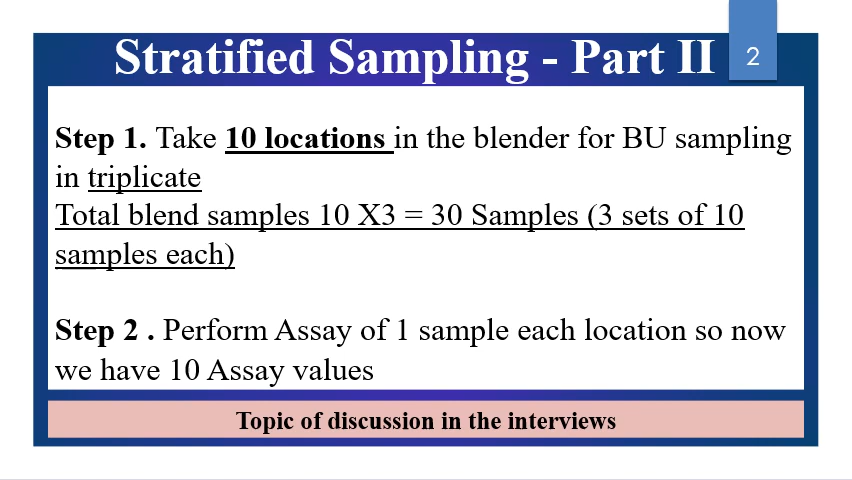 Stratified Sampling - Part II
2
Step 1. Take 10 locations in the blender for BU sampling
in triplicate
Total blend samples 10 X3 = 30 Samples (3 sets of 10
samples each)
Step 2 . Perform Assay of 1 sample each location so now
we have 10 Assay values
Topic of discussion in the interviews